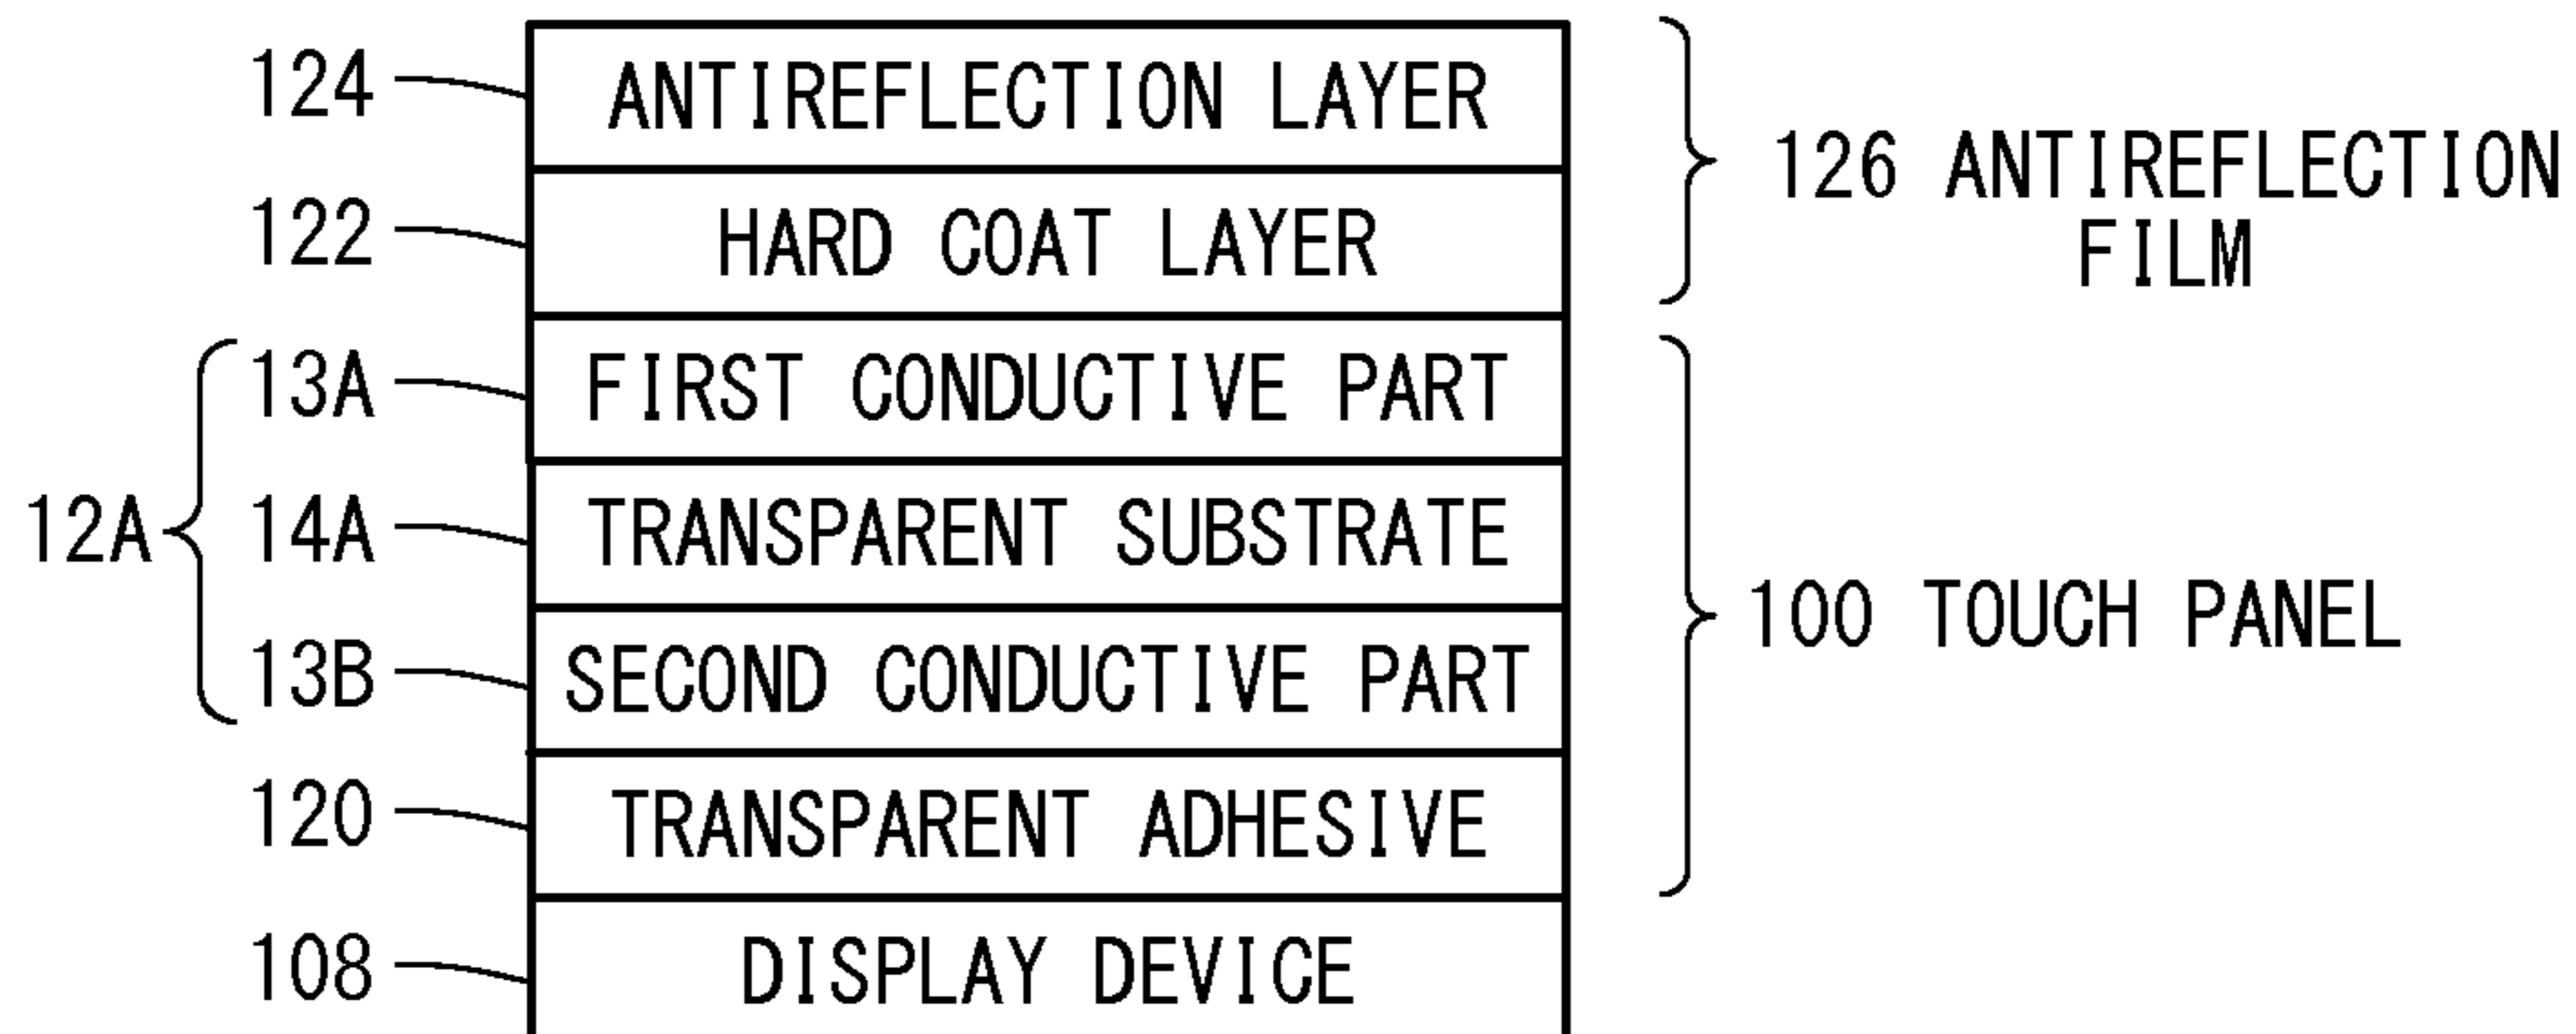 124 ANTIREFLECTION LAYER
122 HARD COAT LAYER
126 ANTIREFLECTION
FILM
12A
13A FIRST CONDUCTIVE PART
14A TRANSPARENT SUBSTRATE
13B SECOND CONDUCTIVE PART
120 TRANSPARENT ADHESIVE
100 TOUCH PANEL
108 DISPLAY DEVICE